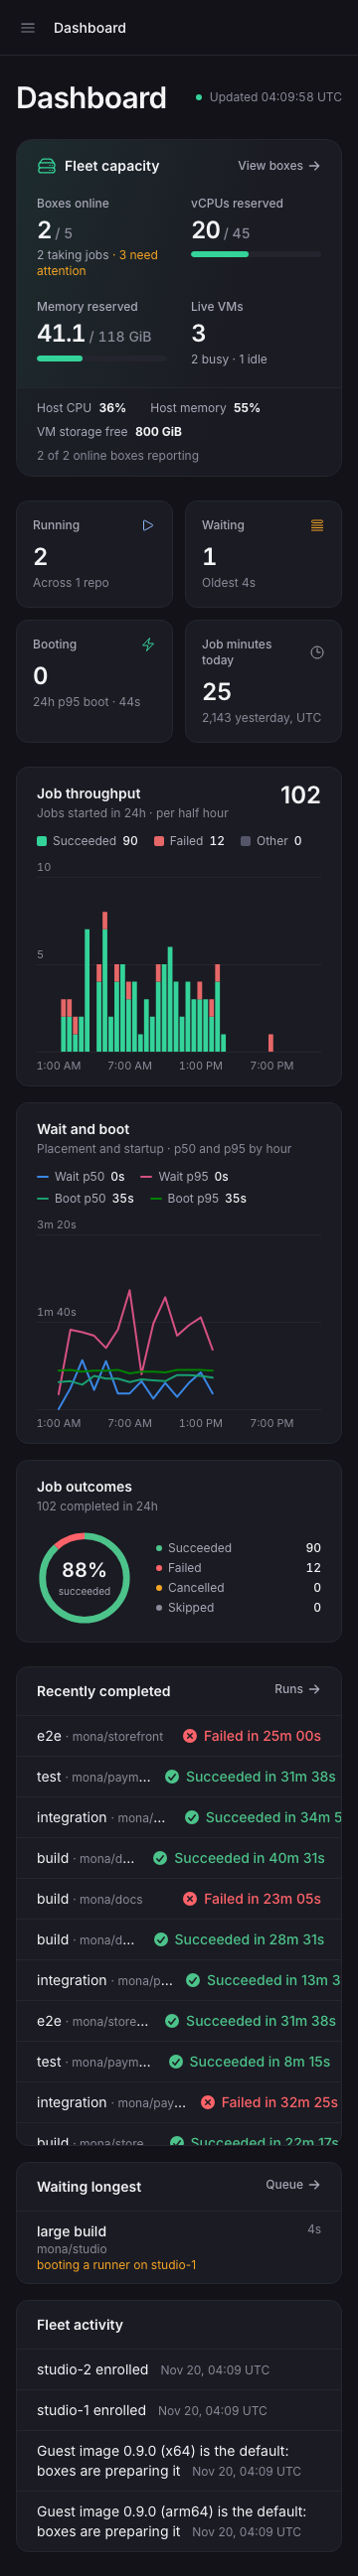 Dashboard
Dashboard
Updated 04:09:58 UTC
Fleet capacity
View boxes →
Boxes online
2 / 5
2 taking jobs · 3 need
attention
vCPUs reserved
20 / 45
Memory reserved
41.1 / 118 GiB
Live VMs
3
2 busy · 1 idle
Host CPU 36%
Host memory 55%
VM storage free 800 GiB
2 of 2 online boxes reporting
Running
2
Across 1 repo
Waiting
1
Oldest 4s
Booting
0
24h p95 boot · 44s
Job minutes
today
25
2,143 yesterday, UTC
Job throughput
102
Jobs started in 24h · per half hour
Succeeded 90
Failed 12
Other 0
10
5
1:00 AM 7:00 AM 1:00 PM 7:00 PM
Wait and boot
Placement and startup · p50 and p95 by hour
Wait p50 0s
Wait p95 0s
Boot p50 35s
Boot p95 35s
3m 20s
1m 40s
1:00 AM 7:00 AM 1:00 PM 7:00 PM
Job outcomes
102 completed in 24h
88%
succeeded
Succeeded 90
Failed 12
Cancelled 0
Skipped 0
Recently completed
Runs →
e2e · mona/storefront Failed in 25m 00s
test · mona/paym... Succeeded in 31m 38s
integration · mona/... Succeeded in 34m 5
build · mona/d... Succeeded in 40m 31s
build · mona/docs Failed in 23m 05s
build · mona/d... Succeeded in 28m 31s
integration · mona/p... Succeeded in 13m 3
e2e · mona/store... Succeeded in 31m 38s
test · mona/paym... Succeeded in 8m 15s
integration · mona/pay... Failed in 32m 25s
build · mona/store... Succeeded in 22m 17s
Waiting longest
Queue →
large build 4s
mona/studio
booting a runner on studio-1
Fleet activity
studio-2 enrolled Nov 20, 04:09 UTC
studio-1 enrolled Nov 20, 04:09 UTC
Guest image 0.9.0 (x64) is the default:
boxes are preparing it Nov 20, 04:09 UTC
Guest image 0.9.0 (arm64) is the default:
boxes are preparing it Nov 20, 04:09 UTC